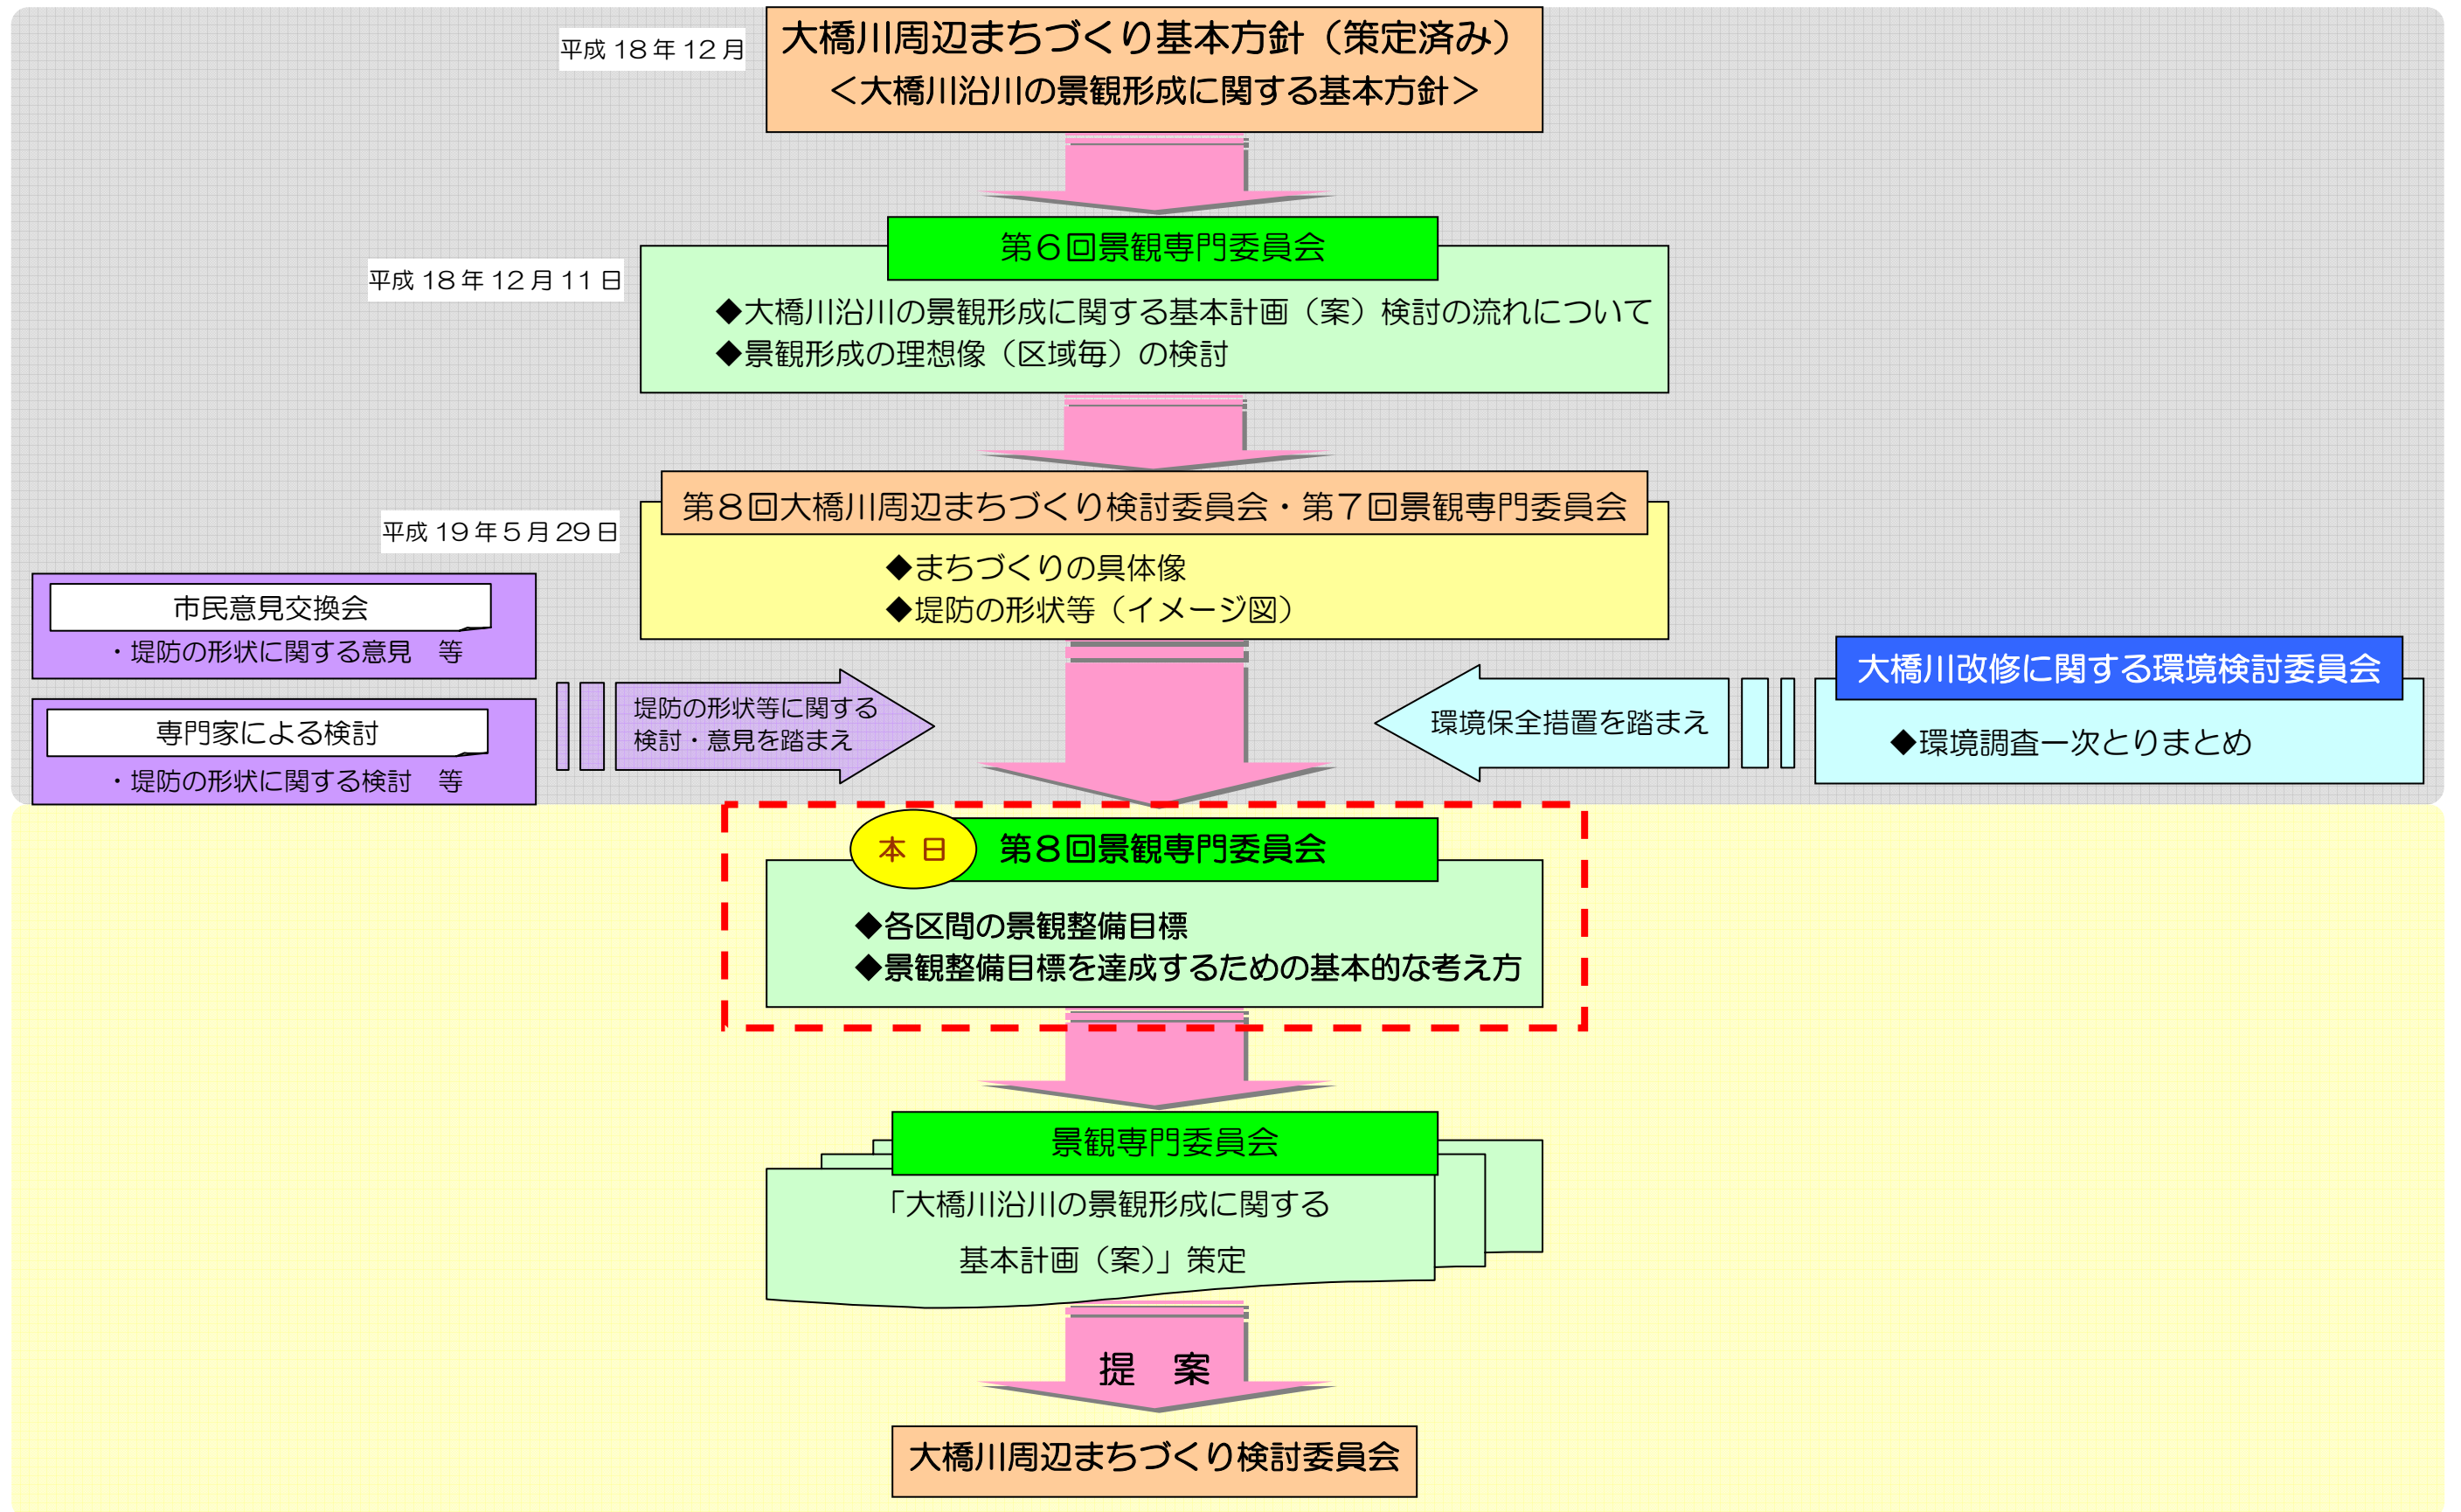 平成 18 年 12 月
大橋川周辺まちづくり基本方針（策定済み）
＜大橋川沿川の景観形成に関する基本方針＞
第６回景観専門委員会
平成 18 年 12 月 11 日
◆大橋川沿川の景観形成に関する基本計画（案）検討の流れについて
◆景観形成の理想像（区域毎）の検討
第８回大橋川周辺まちづくり検討委員会・第７回景観専門委員会
平成 19 年 5 月 29 日
◆まちづくりの具体像
◆堤防の形状等（イメージ図）
市民意見交換会
・堤防の形状に関する意見　等
専門家による検討
・堤防の形状に関する検討　等
堤防の形状等に関する
検討・意見を踏まえ
環境保全措置を踏まえ
大橋川改修に関する環境検討委員会
◆環境調査一次とりまとめ
本 日
第８回景観専門委員会
◆各区間の景観整備目標
◆景観整備目標を達成するための基本的な考え方
景観専門委員会
「大橋川沿川の景観形成に関する
基本計画（案）」策定
提　案
大橋川周辺まちづくり検討委員会